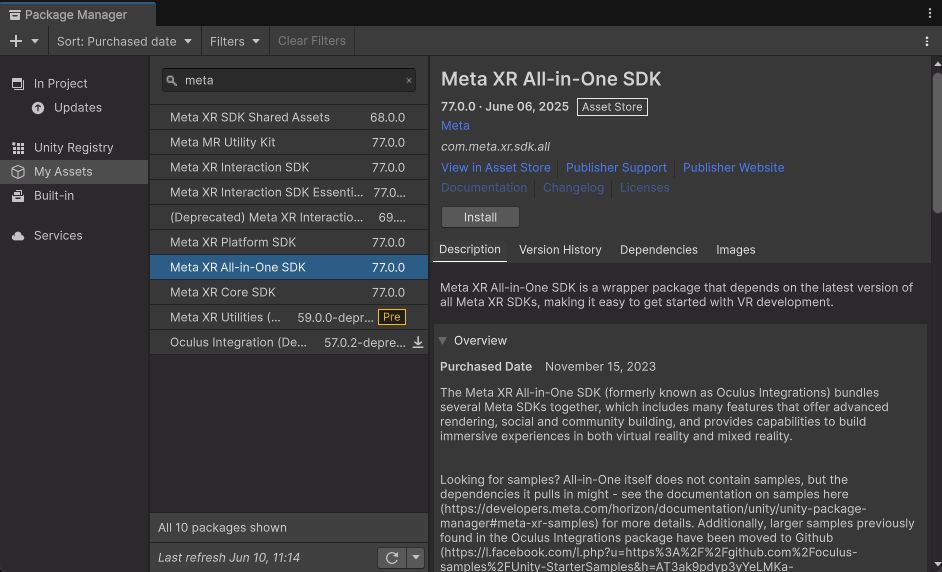 Package Manager
Sort: Purchased date
Filters
Clear Filters
In Project
Updates
Unity Registry
My Assets
Built-in
Services
meta
Meta XR SDK Shared Assets 68.0.0
Meta MR Utility Kit 77.0.0
Meta XR Interaction SDK 77.0.0
Meta XR Interaction SDK Essenti... 77.0...
(Deprecated) Meta XR Interactio... 69....
Meta XR Platform SDK 77.0.0
Meta XR All-in-One SDK 77.0.0
Meta XR Core SDK 77.0.0
Meta XR Utilities (... 59.0.0-depr... Pre
Oculus Integration (De... 57.0.2-depre...
All 10 packages shown
Last refresh Jun 10, 11:14
Meta XR All-in-One SDK
77.0.0 · June 06, 2025 Asset Store
Meta
com.meta.xr.sdk.all
View in Asset Store Publisher Support Publisher Website
Documentation Changelog Licenses
Install
Description Version History Dependencies Images
Meta XR All-in-One SDK is a wrapper package that depends on the latest version of
all Meta XR SDKs, making it easy to get started with VR development.
Overview
Purchased Date November 15, 2023
The Meta XR All-in-One SDK (formerly known as Oculus Integrations) bundles
several Meta SDKs together, which includes many features that offer advanced
rendering, social and community building, and provides capabilities to build
immersive experiences in both virtual reality and mixed reality.
Looking for samples? All-in-One itself does not contain samples, but the
dependencies it pulls in might - see the documentation on samples here
(https://developers.meta.com/horizon/documentation/unity/unity-package-
manager#meta-xr-samples) for more details. Additionally, larger samples previously
found in the Oculus Integrations package have been moved to Github
(https://l.facebook.com/l.php?u=https%3A%2F%2Fgithub.com%2Foculus-
samples%2FUnity-StarterSamples&h=AT3ak9pdyp3yYeLMKa-